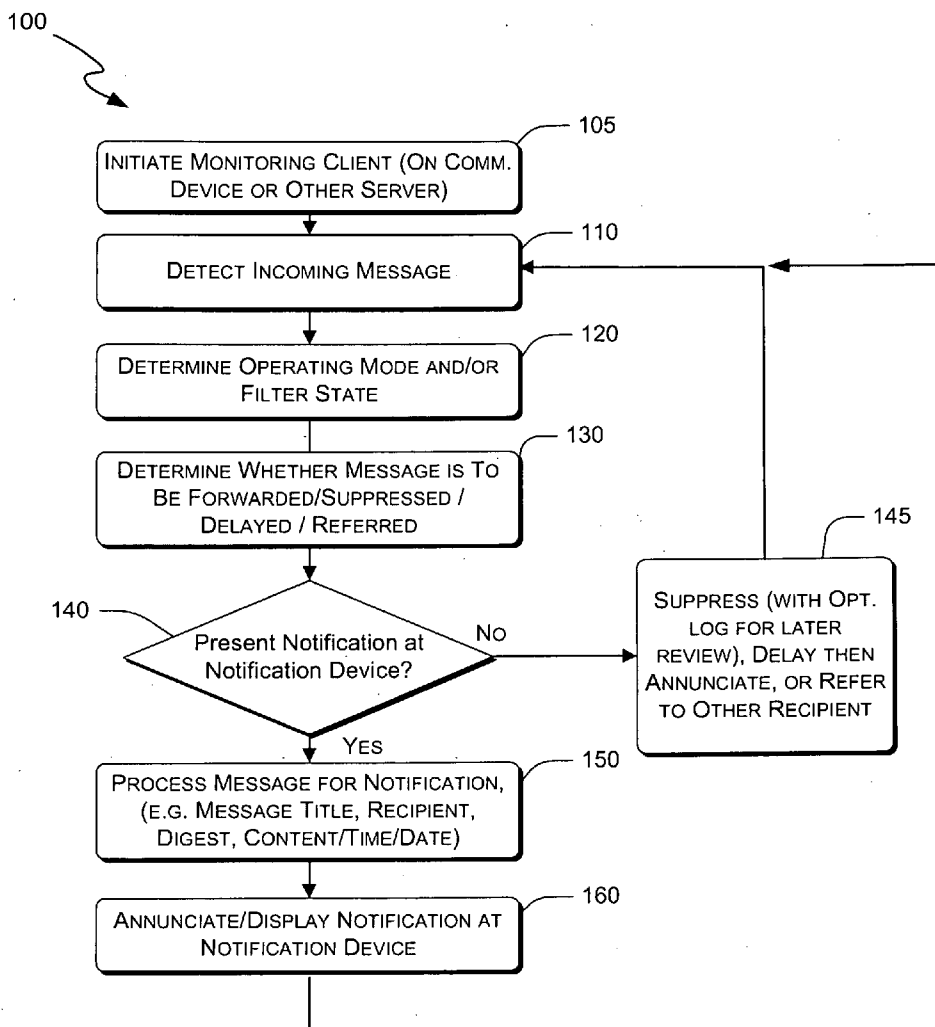 100
105
INITIATE MONITORING CLIENT (ON COMM.
DEVICE OR OTHER SERVER)
110
DETECT INCOMING MESSAGE
120
DETERMINE OPERATING MODE AND/OR
FILTER STATE
130
DETERMINE WHETHER MESSAGE IS TO
BE FORWARDED/SUPPRESSED /
DELAYED / REFERRED
140
Present Notification at
Notification Device?
NO
145
SUPPRESS (WITH OPT.
LOG FOR LATER
REVIEW), DELAY THEN
ANNUNCIATE, OR REFER
TO OTHER RECIPIENT
YES
150
PROCESS MESSAGE FOR NOTIFICATION,
(E.G. MESSAGE TITLE, RECIPIENT,
DIGEST, CONTENT/TIME/DATE)
160
ANNUNCIATE/DISPLAY NOTIFICATION AT
NOTIFICATION DEVICE